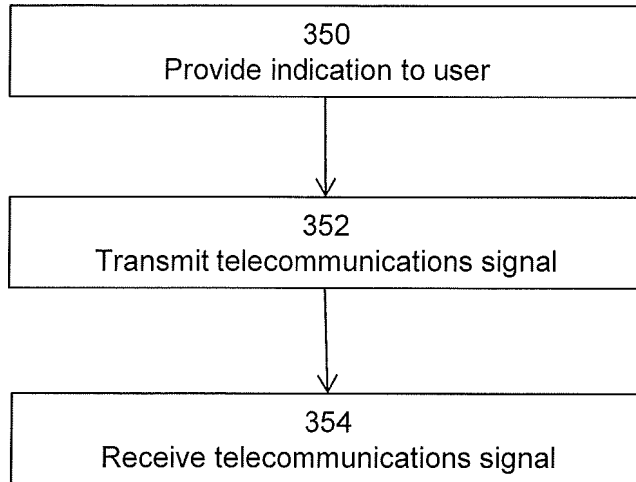 350
Provide indication to user
352
Transmit telecommunications signal
354
Receive telecommunications signal